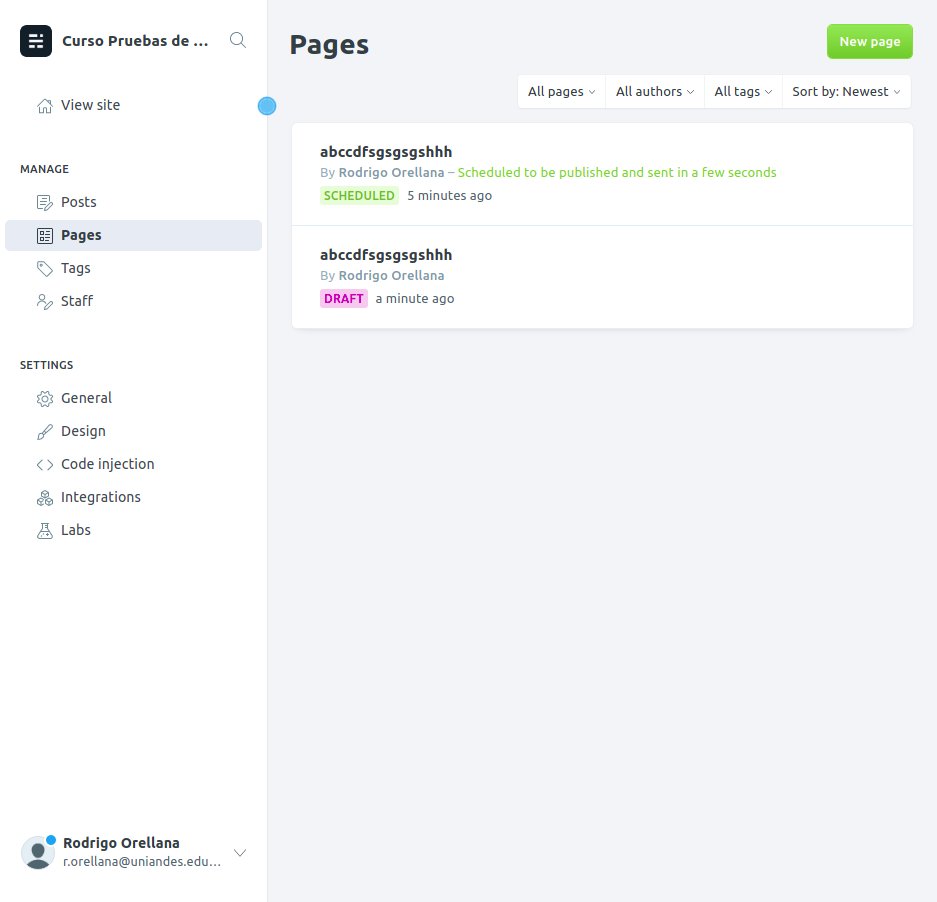 Curso Pruebas de ...
View site
MANAGE
Posts
Pages
Tags
Staff
SETTINGS
General
Design
Code injection
Integrations
Labs
Rodrigo Orellana
r.orellana@uniandes.edu...
Pages
New page
All pages
All authors
All tags
Sort by: Newest
abccdfsgsgsgshhh
By Rodrigo Orellana – Scheduled to be published and sent in a few seconds
SCHEDULED 5 minutes ago
abccdfsgsgsgshhh
By Rodrigo Orellana
DRAFT a minute ago